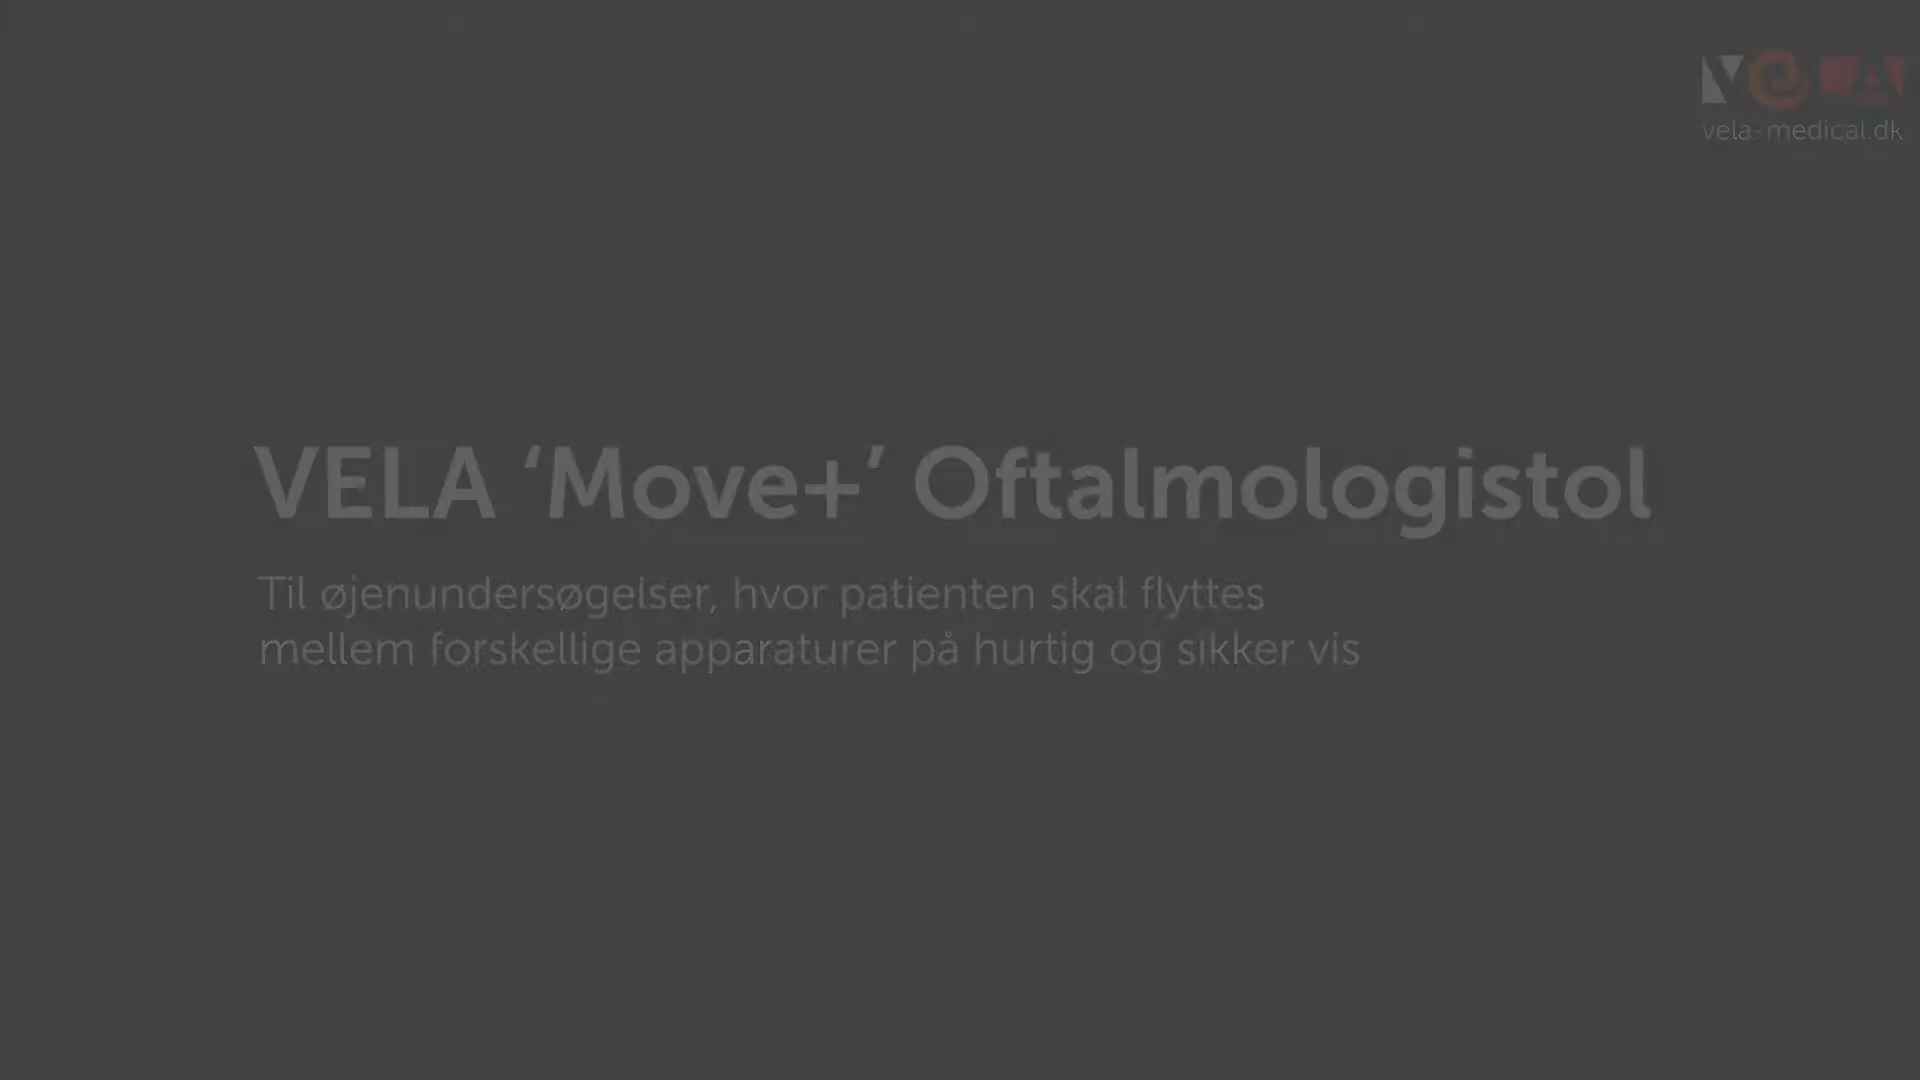 VELA
vela-medical.dk
VELA ‘Move+’ Oftalmologistol
Til øjenundersøgelser, hvor patienten skal flyttes
mellem forskellige apparaturer på hurtig og sikker vis